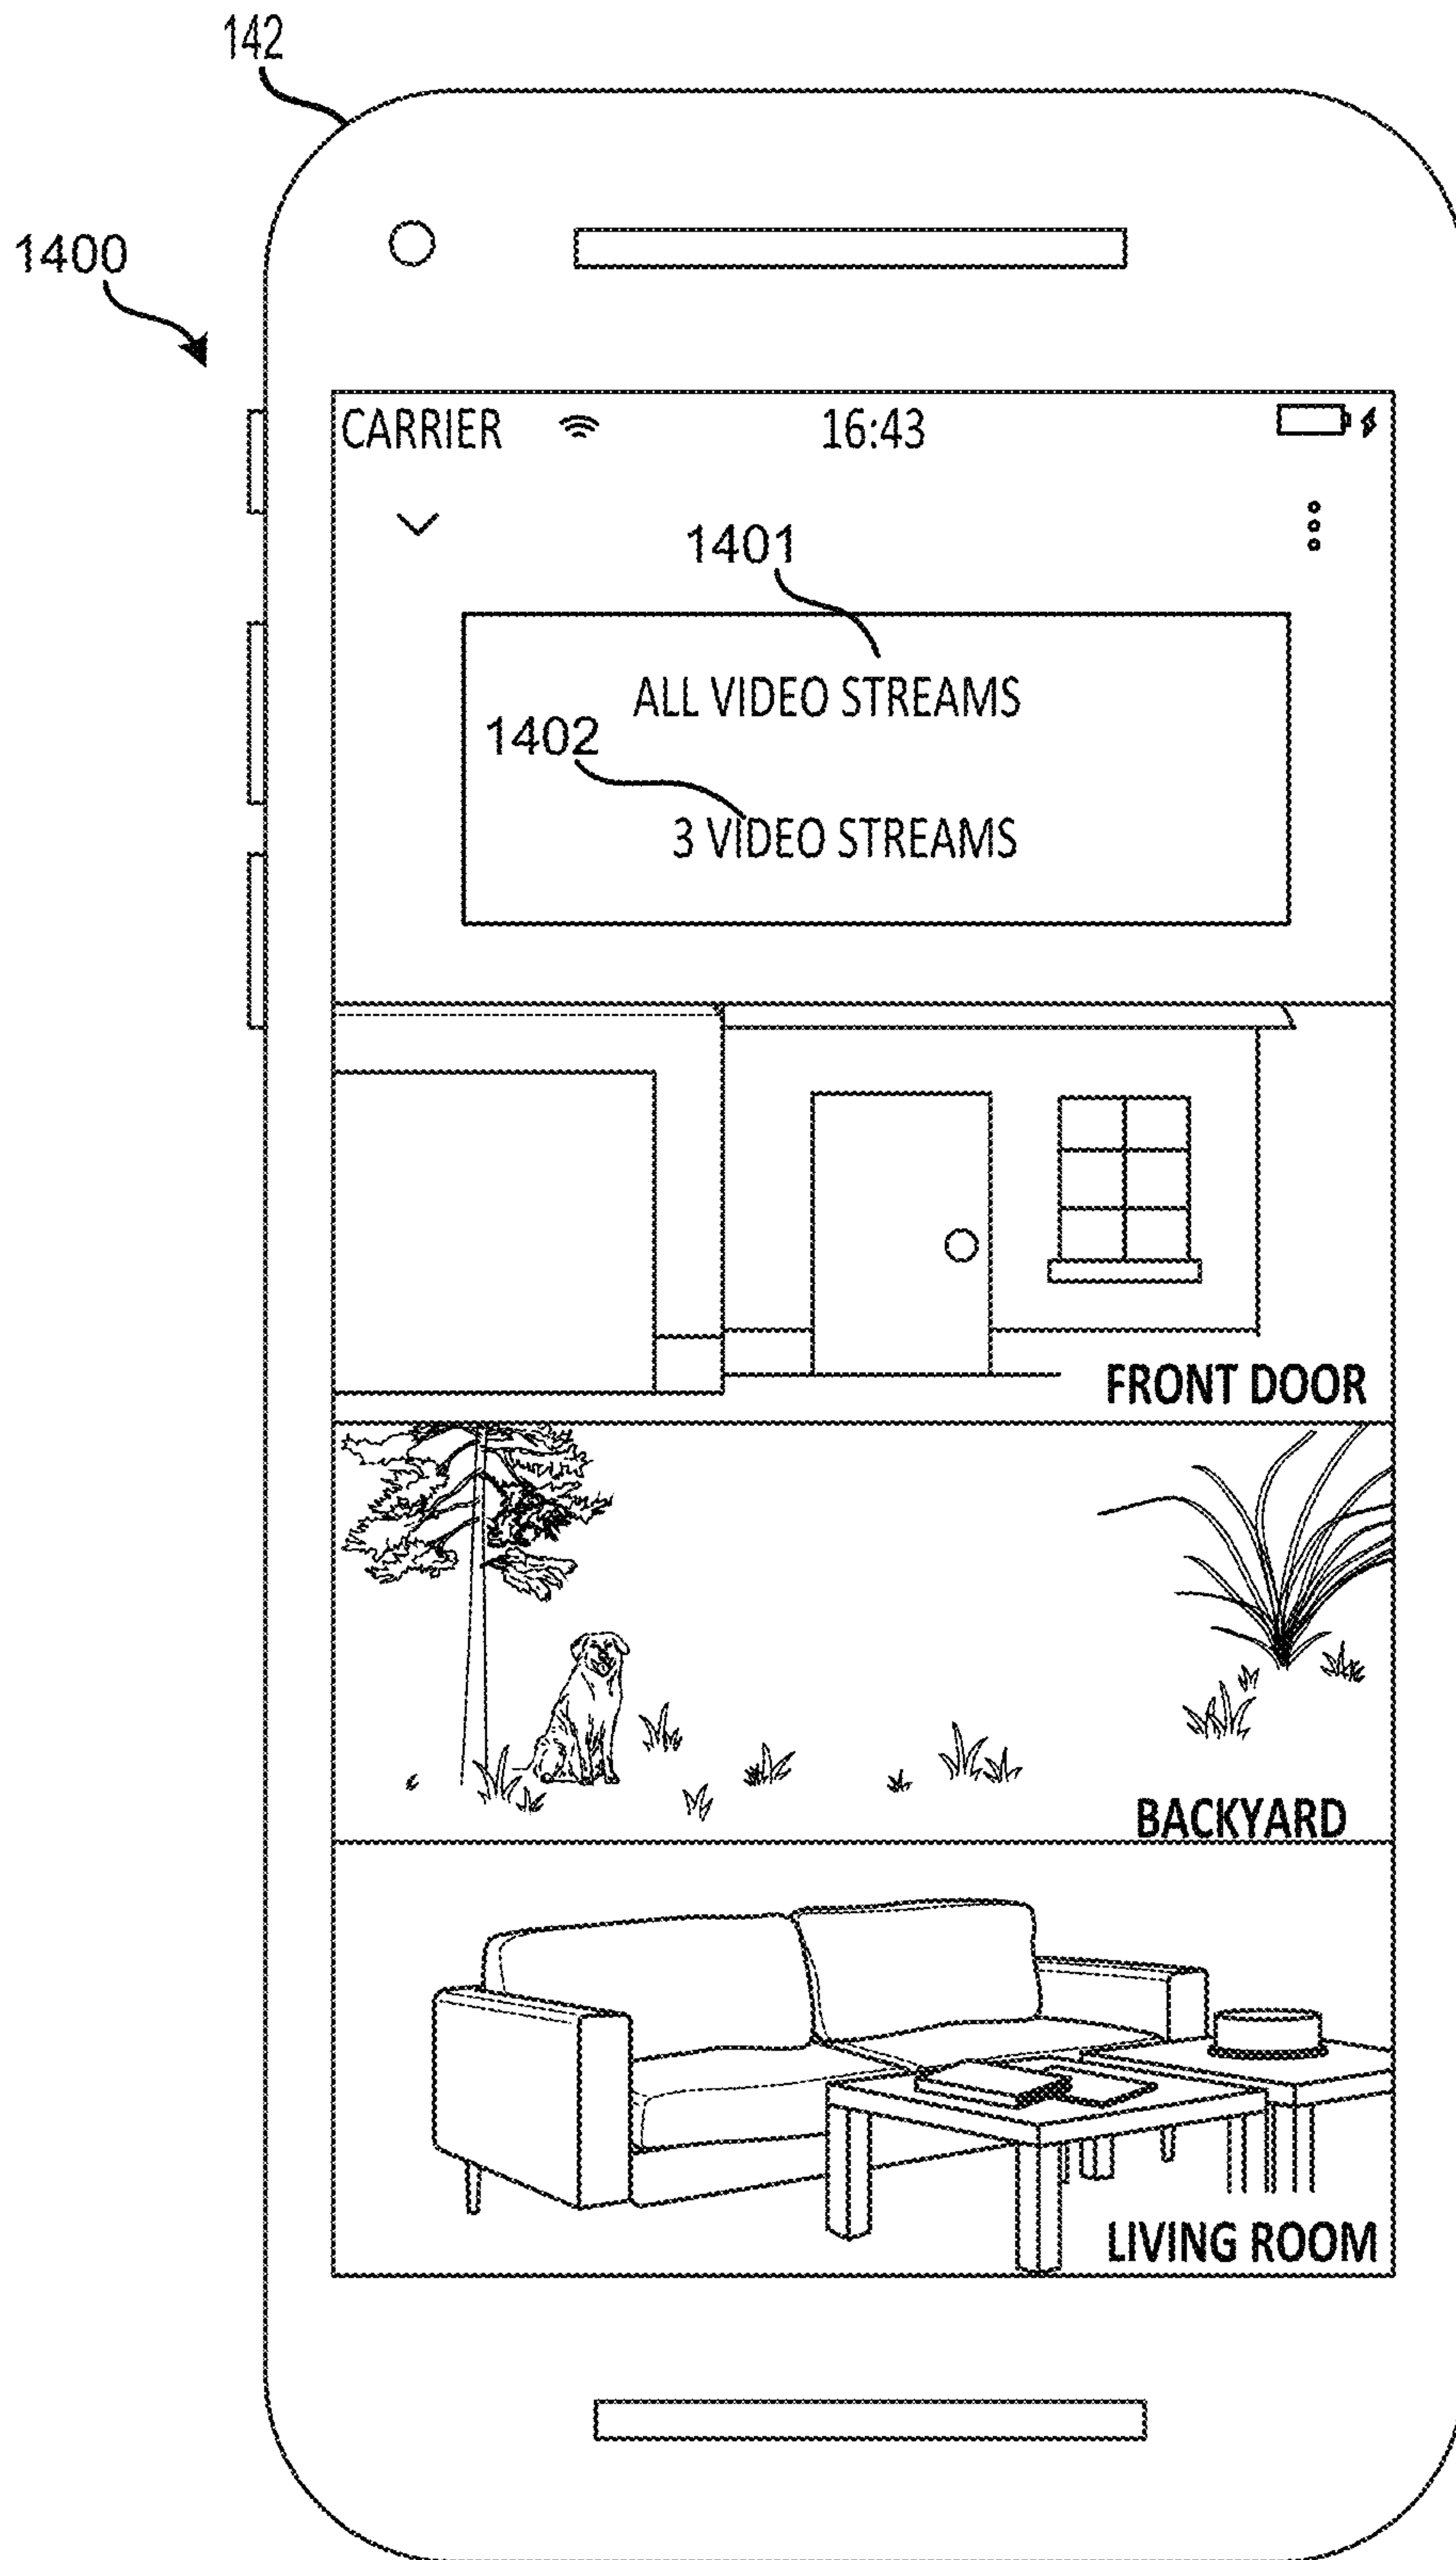 142
1400
CARRIER 16:43
1401
ALL VIDEO STREAMS
1402
3 VIDEO STREAMS
FRONT DOOR
BACKYARD
LIVING ROOM